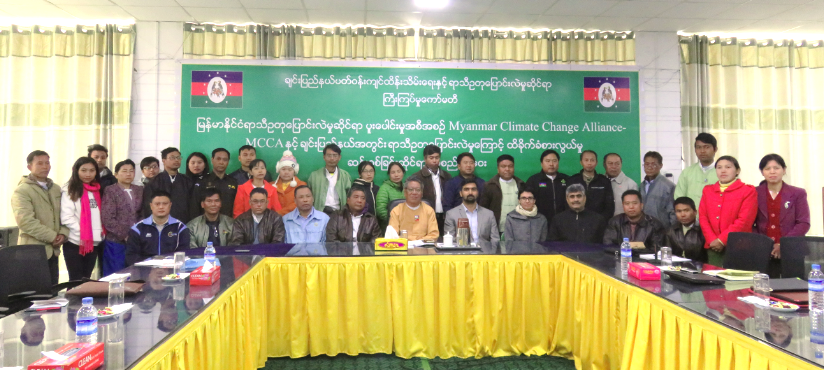 ချင်းပြည်နယ်ပတ်ဝန်းကျင်ထိန်းသိမ်းရေးနှင့် ရာသီဥတုပြောင်းလဲမှုဆိုင်ရာ
ကြီးကြပ်မှုကော်မတီ
မြန်မာနိုင်ငံရာသီဥတုပြောင်းလဲမှုဆိုင်ရာ ပူးပေါင်းမှုအစီအစဉ် Myanmar Climate Change Alliance-
MCCA နှင့် ချင်းပြည်နယ်အတွင်း ရာသီဥတုပြောင်းလဲမှုကြောင့် ထိခိုက်ခံစားလွယ်မှု